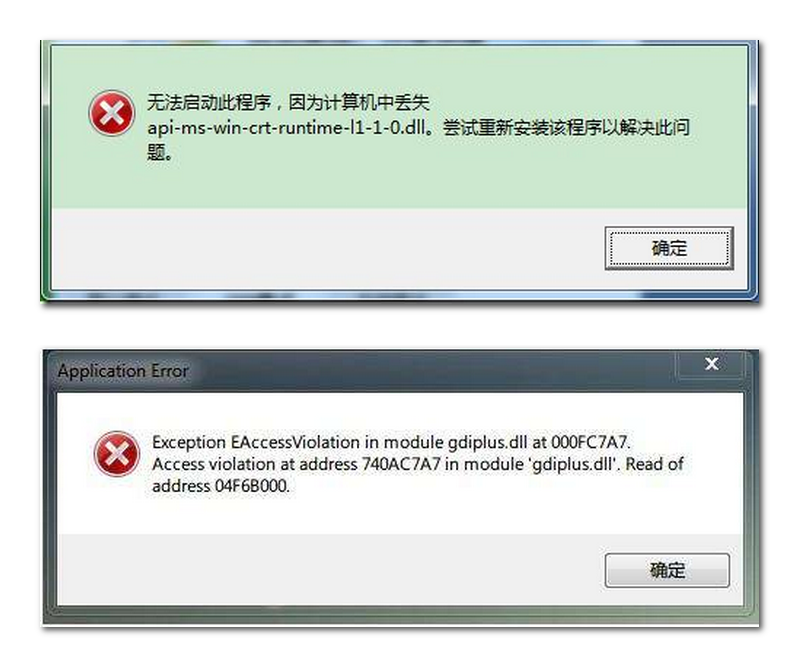 无法启动此程序，因为计算机中丢失
api-ms-win-crt-runtime-l1-1-0.dll。尝试重新安装该程序以解决此问
题。
确定
Application Error
Exception EAccessViolation in module gdiplus.dll at 000FC7A7.
Access violation at address 740AC7A7 in module 'gdiplus.dll'. Read of
address 04F6B000.
确定